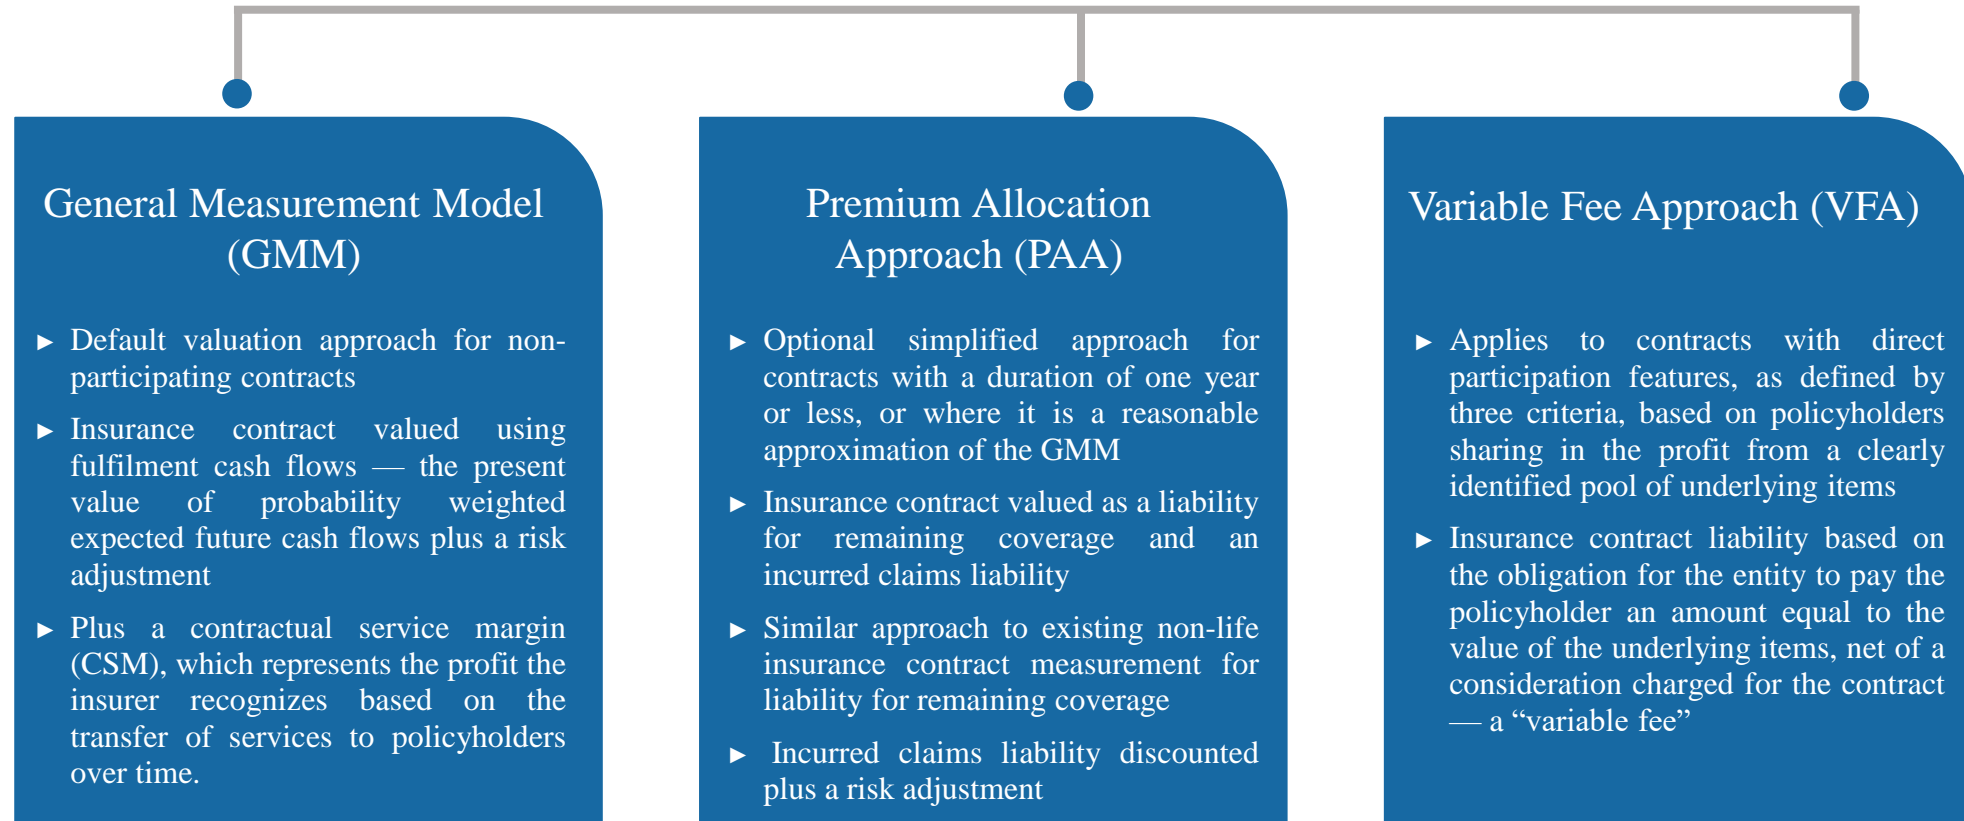 General Measurement Model
(GMM)
► Default valuation approach for non-
participating contracts
► Insurance contract valued using
fulfilment cash flows — the present
value of probability weighted
expected future cash flows plus a risk
adjustment
► Plus a contractual service margin
(CSM), which represents the profit the
insurer recognizes based on the
transfer of services to policyholders
over time.
Premium Allocation
Approach (PAA)
► Optional simplified approach for
contracts with a duration of one year
or less, or where it is a reasonable
approximation of the GMM
► Insurance contract valued as a liability
for remaining coverage and an
incurred claims liability
► Similar approach to existing non-life
insurance contract measurement for
liability for remaining coverage
► Incurred claims liability discounted
plus a risk adjustment
Variable Fee Approach (VFA)
► Applies to contracts with direct
participation features, as defined by
three criteria, based on policyholders
sharing in the profit from a clearly
identified pool of underlying items
► Insurance contract liability based on
the obligation for the entity to pay the
policyholder an amount equal to the
value of the underlying items, net of a
consideration charged for the contract
— a “variable fee”